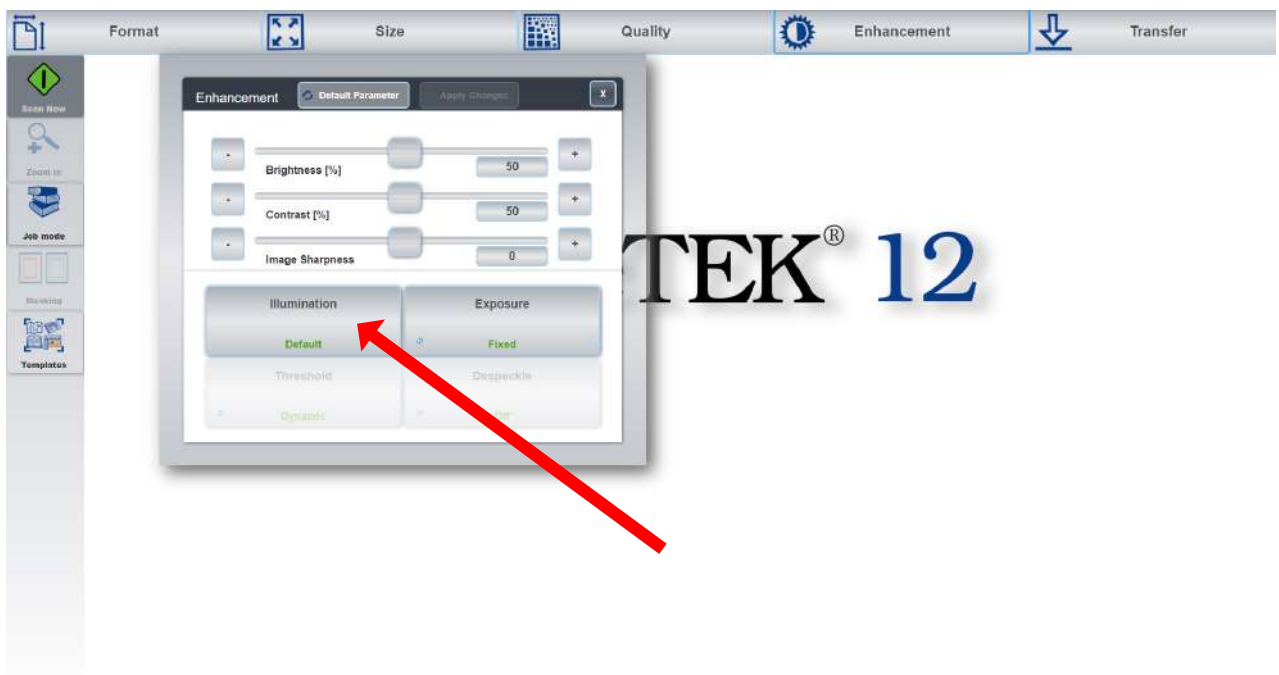 Format Size Quality Enhancement Transfer
Scan Now
Zoom in
Job mode
Masking
Templates
Enhancement Default Parameter Apply Changes x
- +
Brightness [%] 50
- +
Contrast [%] 50
- +
Image Sharpness 0
Illumination Exposure
Default Fixed
Threshold Despeckle
Dynamic Off
TEK® 12